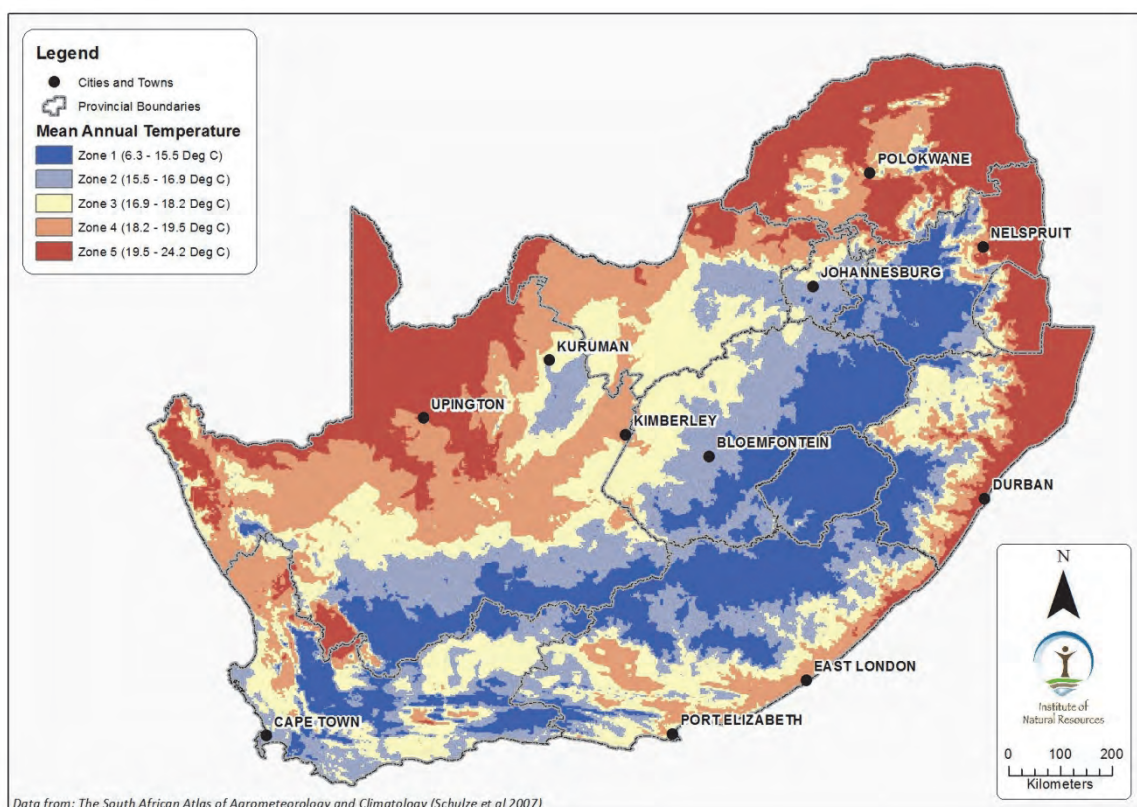 Legend
Cities and Towns
Provincial Boundaries
Mean Annual Temperature
Zone 1 (6.3 - 15.5 Deg C)
Zone 2 (15.5 - 16.9 Deg C)
Zone 3 (16.9 - 18.2 Deg C)
Zone 4 (18.2 - 19.5 Deg C)
Zone 5 (19.5 - 24.2 Deg C)
POLOKWANE
NELSPRUIT
JOHANNESBURG
KURUMAN
UPINGTON
KIMBERLEY
BLOEMFONTEIN
DURBAN
EAST LONDON
PORT ELIZABETH
CAPE TOWN
N
Institute of
Natural Resources
0 100 200
Kilometers
Data from: The South African Atlas of Agrometeorology and Climatology (Schulze et al 2007)